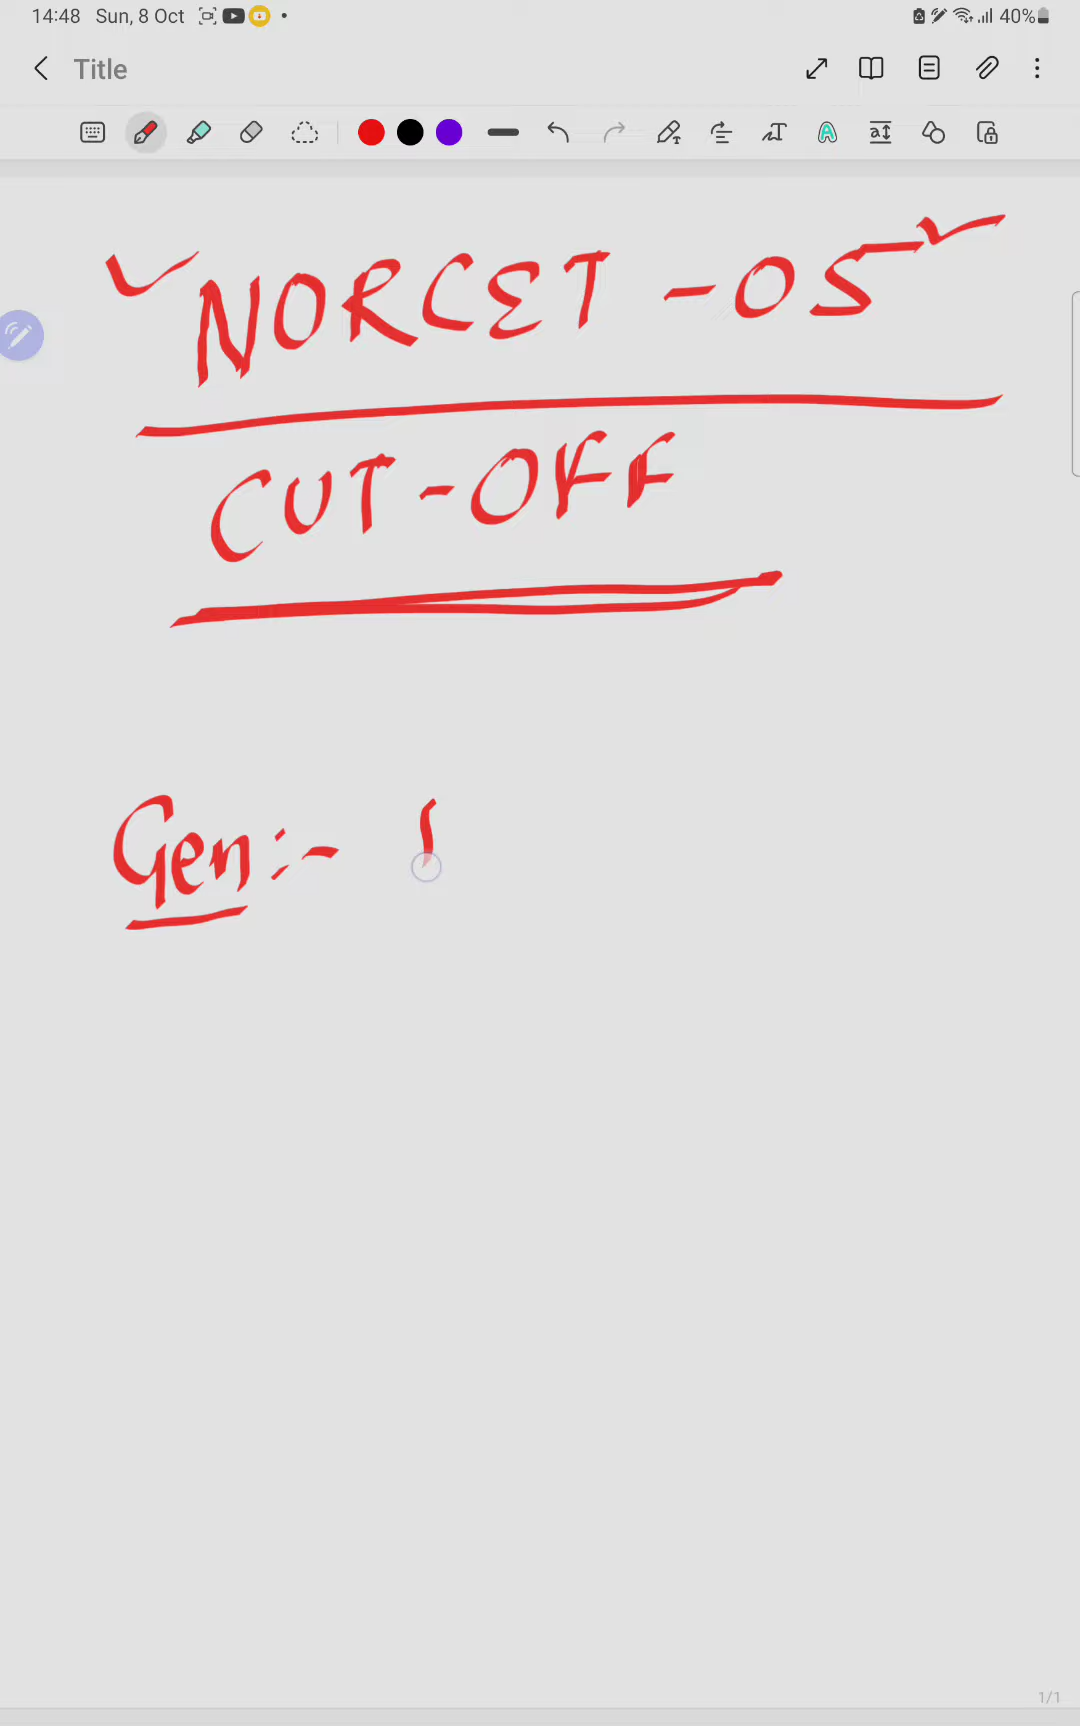 14:48 Sun, 8 Oct 40%
Title
NORCET - 05
CUT - OFF
Gen :-
1/1